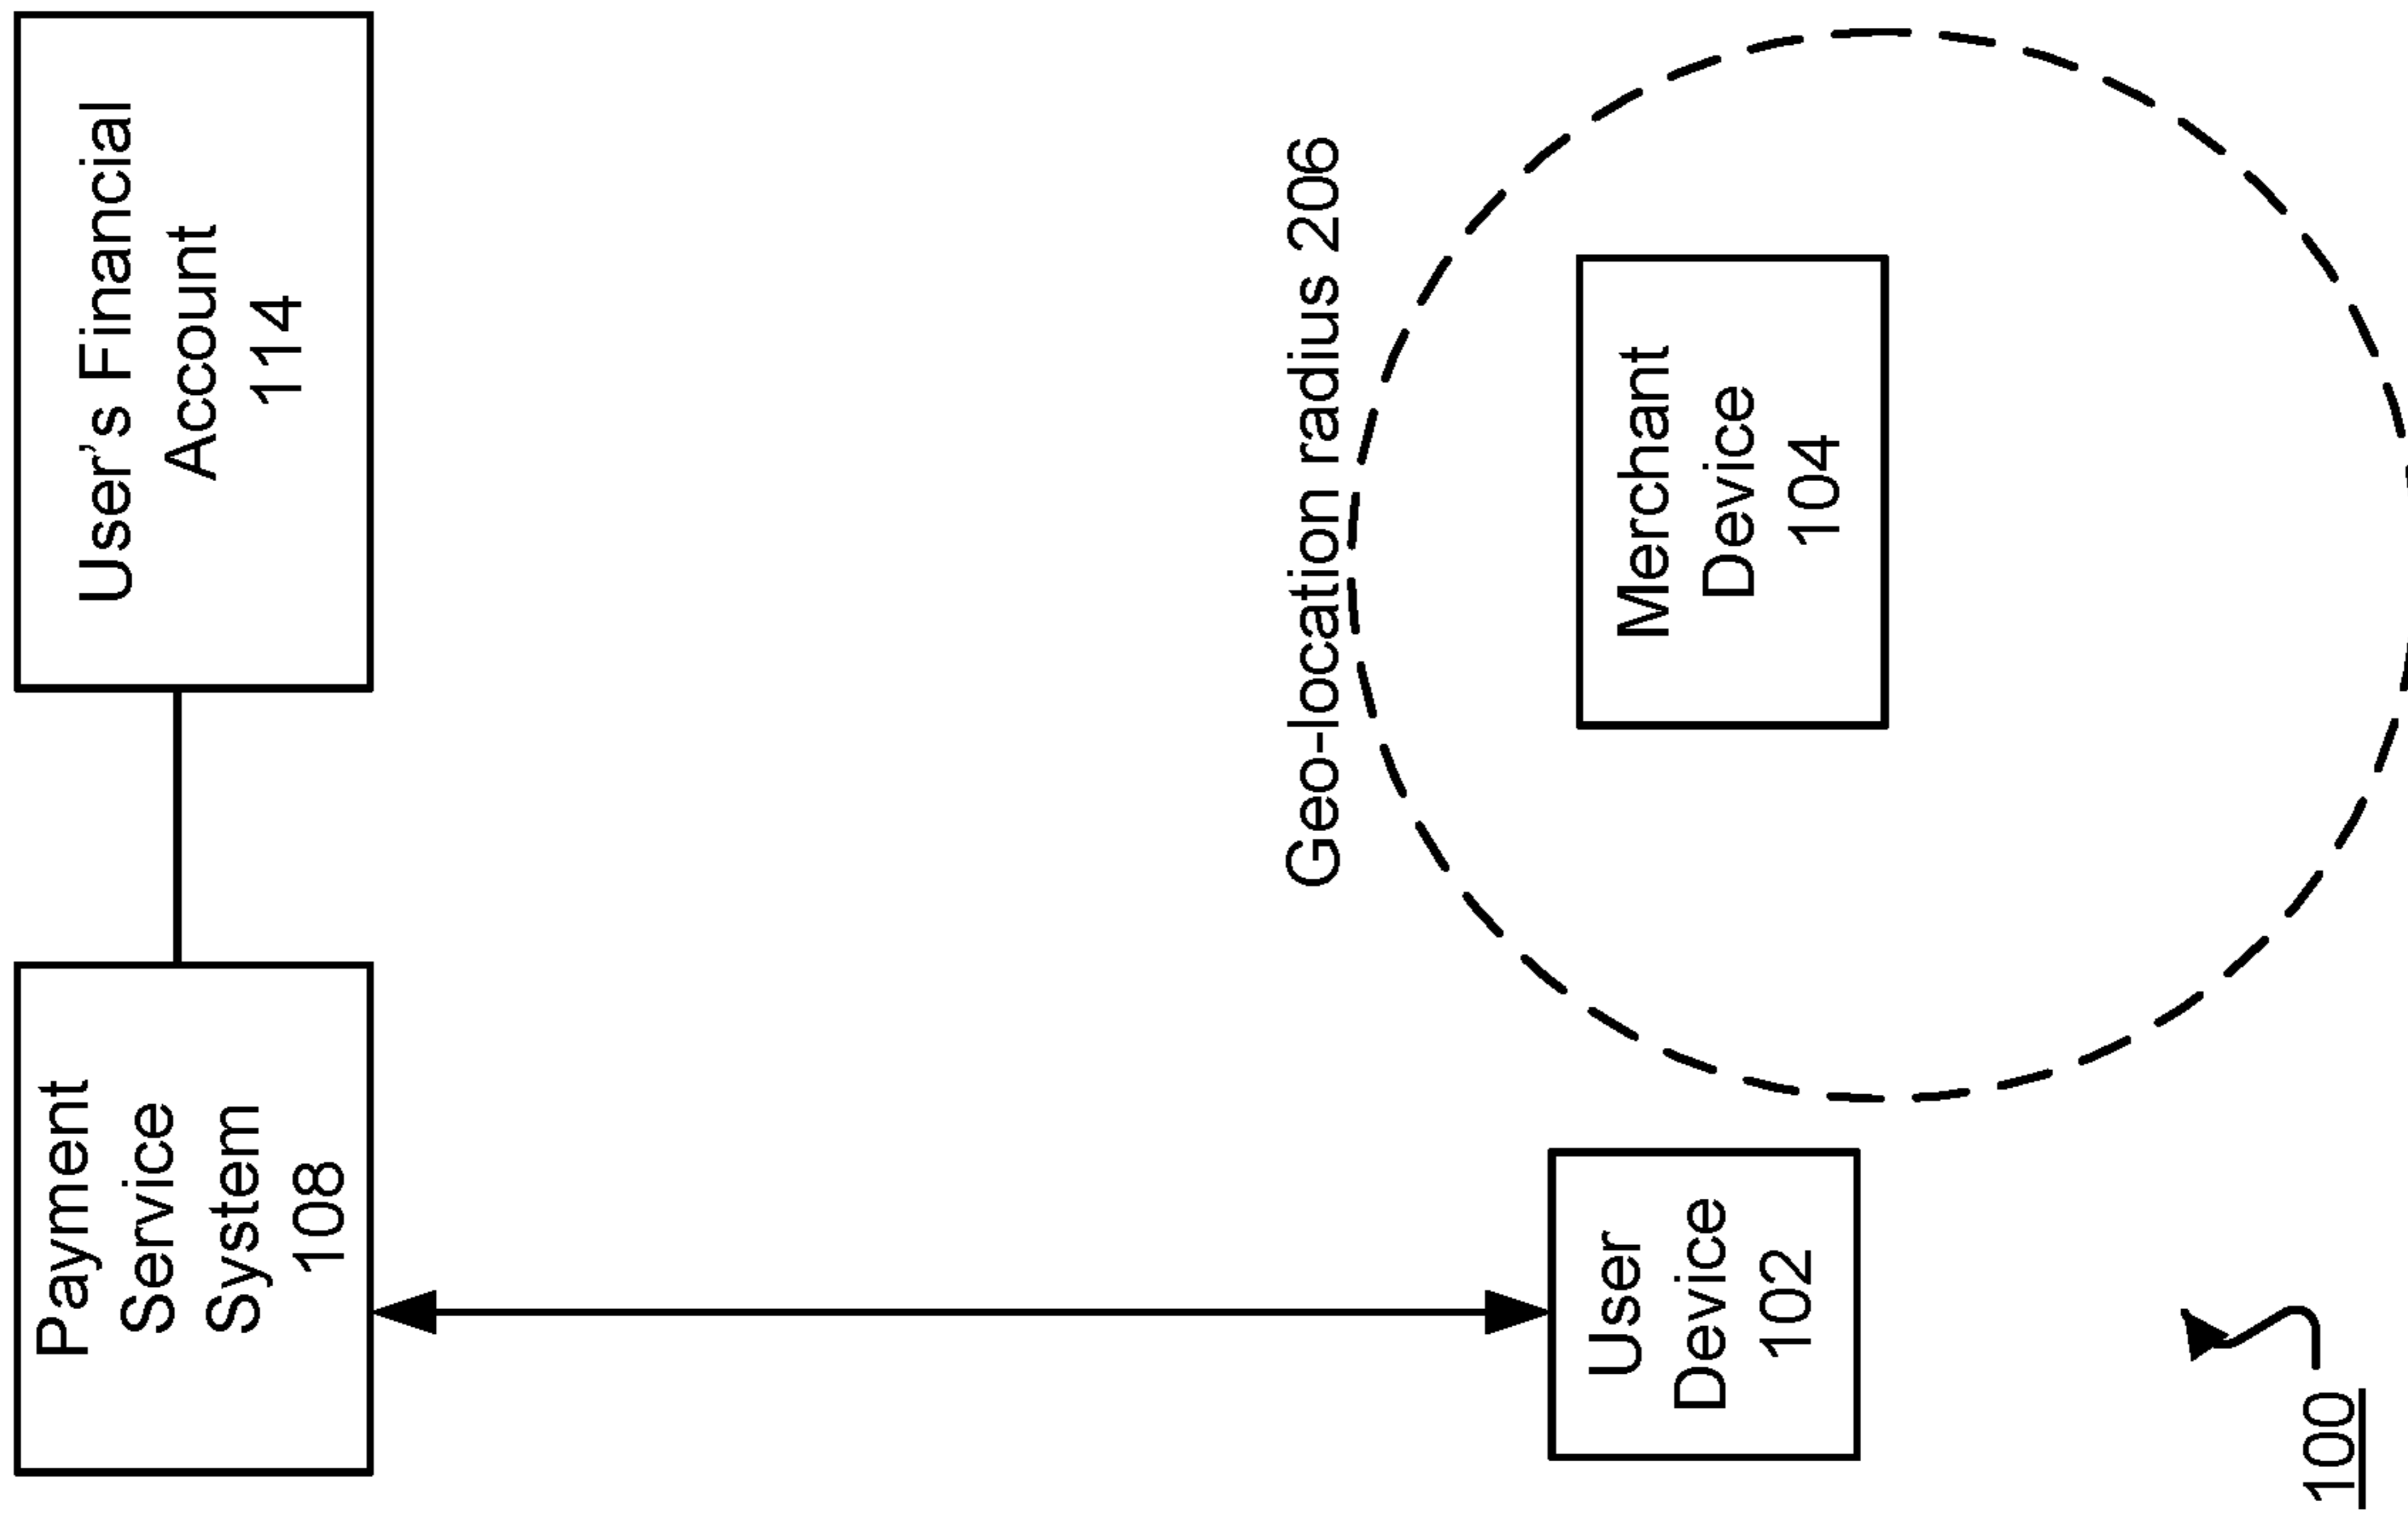 Payment
Service
System
108
User's Financial
Account
114
Geo-location radius 206
User
Device
102
Merchant
Device
104
100